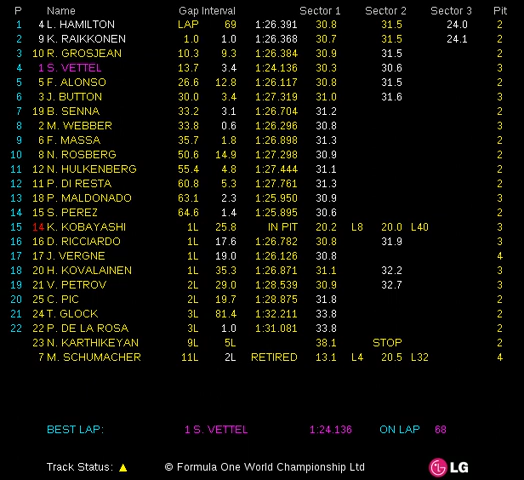 P Name Gap Interval Sector 1 Sector 2 Sector 3 Pit
1 4 L. HAMILTON LAP 69 1:26.391 30.8 31.5 24.0 2
2 9 K. RAIKKONEN 1.0 1.0 1:26.368 30.7 31.5 24.1 2
3 10 R. GROSJEAN 10.3 9.3 1:26.384 30.9 31.5 2
4 1 S. VETTEL 13.7 3.4 1:24.136 30.3 30.6 3
5 5 F. ALONSO 26.6 12.8 1:26.117 30.8 31.5 2
6 3 J. BUTTON 30.0 3.4 1:27.319 31.0 31.6 3
7 19 B. SENNA 33.2 3.1 1:26.704 31.2 2
8 2 M. WEBBER 33.8 0.6 1:26.296 30.8 3
9 6 F. MASSA 35.7 1.8 1:26.898 31.3 2
10 8 N. ROSBERG 50.6 14.9 1:27.298 30.9 2
11 12 N. HULKENBERG 55.4 4.8 1:27.444 31.1 2
12 11 P. DI RESTA 60.8 5.3 1:27.761 31.3 2
13 18 P. MALDONADO 63.1 2.3 1:25.950 30.9 3
14 15 S. PEREZ 64.6 1.4 1:25.895 30.6 2
15 14 K. KOBAYASHI 1L 25.8 IN PIT 20.2 L8 20.0 L40 3
16 16 D. RICCIARDO 1L 17.6 1:26.782 30.8 31.9 3
17 17 J. VERGNE 1L 19.0 1:26.126 30.8 4
18 20 H. KOVALAINEN 1L 35.3 1:26.871 31.1 32.2 3
19 21 V. PETROV 2L 29.0 1:28.539 30.9 32.7 3
20 25 C. PIC 2L 19.7 1:28.875 31.8 2
21 24 T. GLOCK 3L 81.4 1:32.211 33.8 2
22 22 P. DE LA ROSA 3L 1.0 1:31.081 33.8 2
23 N. KARTHIKEYAN 9L 5L 38.1 STOP 2
7 M. SCHUMACHER 11L 2L RETIRED 13.1 L4 20.5 L32 4
BEST LAP: 1 S. VETTEL 1:24.136 ON LAP 68
Track Status: ▲ © Formula One World Championship Ltd LG